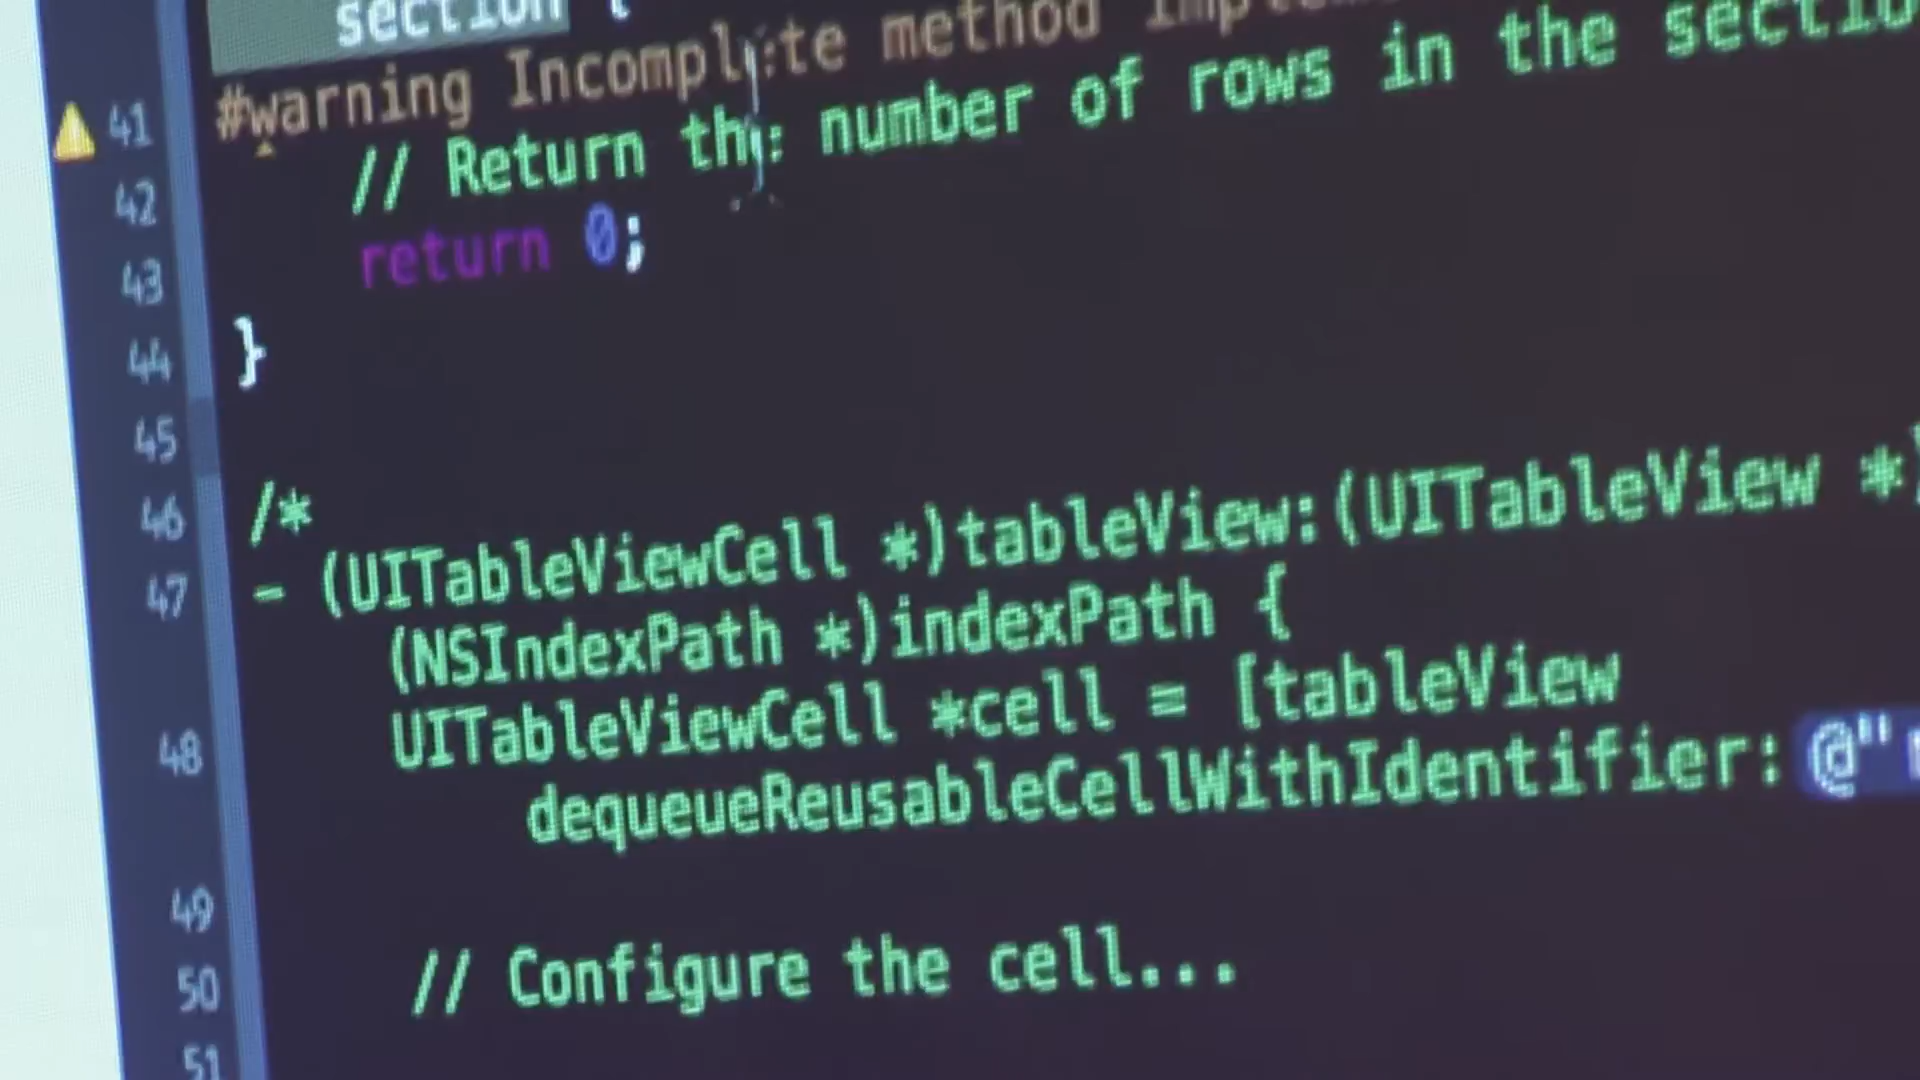 section {
41 #warning Incomplete method
42 // Return the number of rows in the
43 return 0;
44 }
45
46 /*
47 - (UITableViewCell *)tableView:(UITableView *)
(NSIndexPath *)indexPath {
48 UITableViewCell *cell = [tableView
dequeueReusableCellWithIdentifier:@"
49
50 // Configure the cell...
51